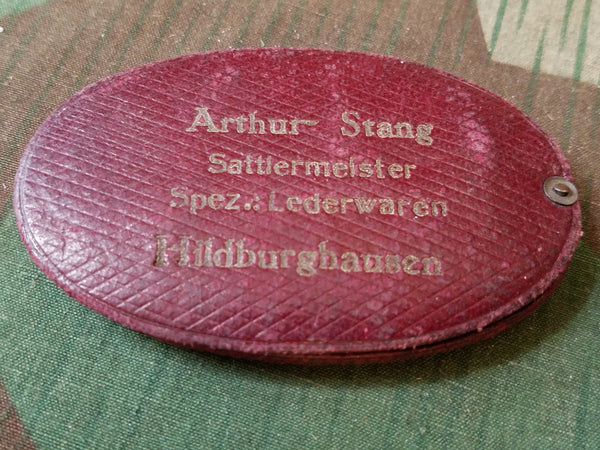 Arthur Stang
Sattlermeister
Spez.: Lederwaren
Hildburghausen